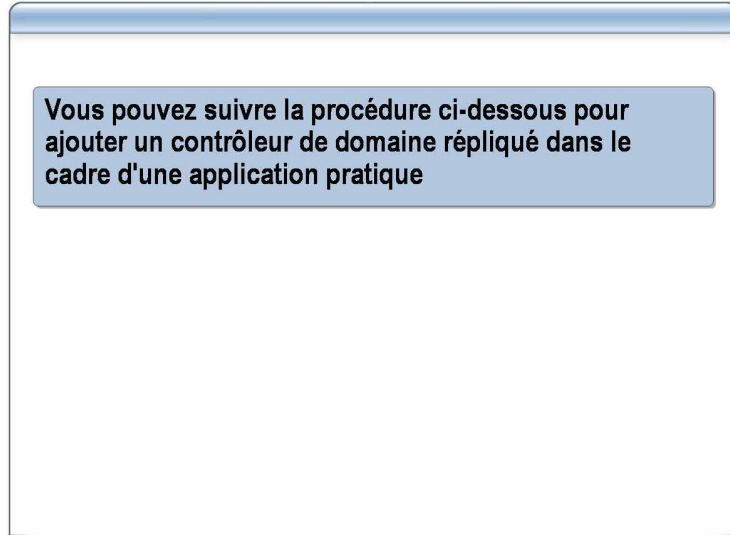 Vous pouvez suivre la procédure ci-dessous pour
ajouter un contrôleur de domaine répliqué dans le
cadre d'une application pratique